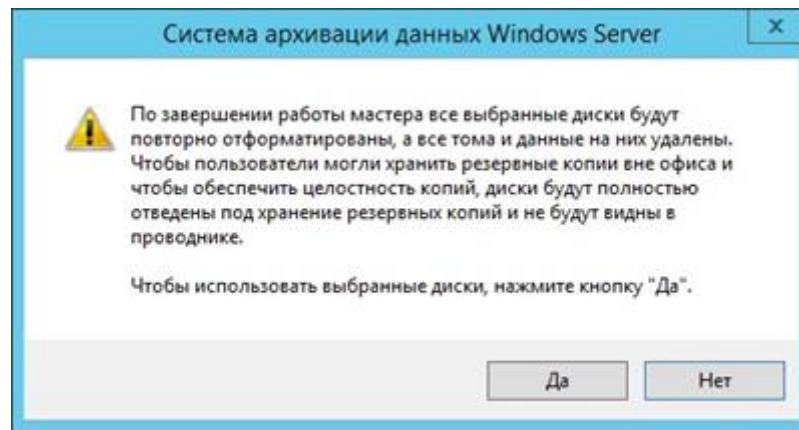 Система архивации данных Windows Server
x
По завершении работы мастера все выбранные диски будут
повторно отформатированы, а все тома и данные на них удалены.
Чтобы пользователи могли хранить резервные копии вне офиса и
чтобы обеспечить целостность копий, диски будут полностью
отведены под хранение резервных копий и не будут видны в
проводнике.
Чтобы использовать выбранные диски, нажмите кнопку "Да".
Да
Нет